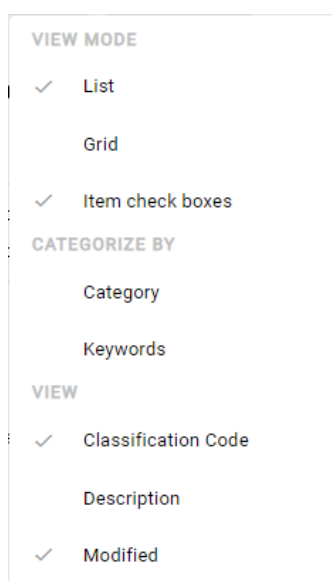 VIEW MODE
List
Grid
Item check boxes
CATEGORIZE BY
Category
Keywords
VIEW
Classification Code
Description
Modified